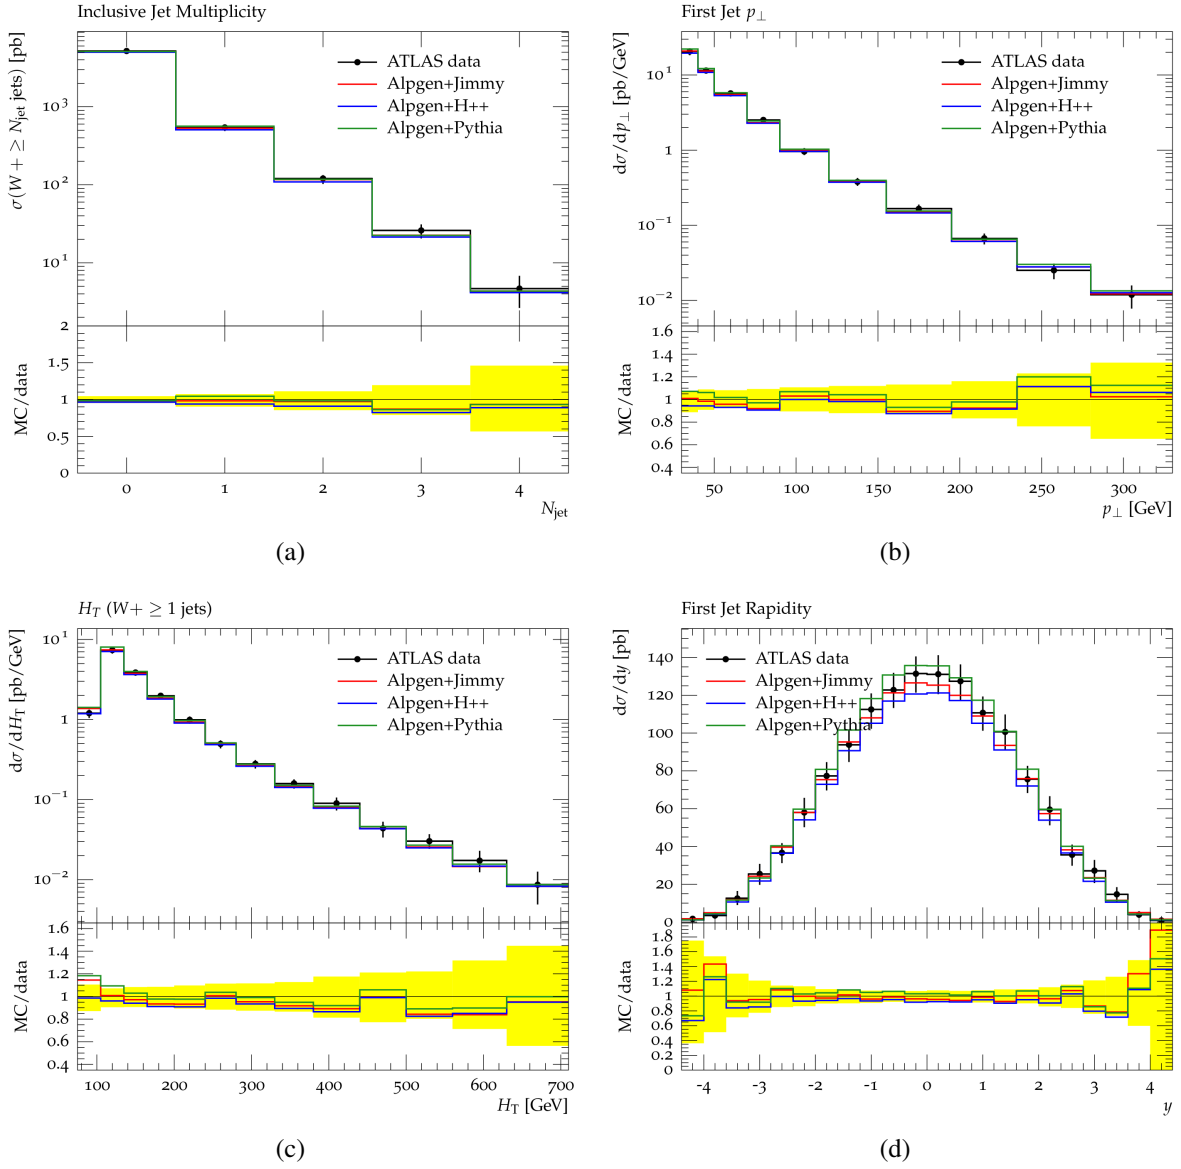 Inclusive Jet Multiplicity
σ(W + ≥ N_jet jets) [pb]
ATLAS data
Alpgen+Jimmy
Alpgen+H++
Alpgen+Pythia
10^3
10^2
10^1
2
1.5
1
0.5
0
MC/data
0 1 2 3 4
N_jet
(a)
First Jet p_⊥
dσ/dp_⊥ [pb/GeV]
ATLAS data
Alpgen+Jimmy
Alpgen+H++
Alpgen+Pythia
10^1
1
10^−1
10^−2
1.6
1.4
1.2
1
0.8
0.6
0.4
MC/data
50 100 150 200 250 300
p_⊥ [GeV]
(b)
H_T (W+ ≥ 1 jets)
dσ/dH_T [pb/GeV]
ATLAS data
Alpgen+Jimmy
Alpgen+H++
Alpgen+Pythia
10^1
1
10^−1
10^−2
1.6
1.4
1.2
1
0.8
0.6
0.4
MC/data
100 200 300 400 500 600 700
H_T [GeV]
(c)
First Jet Rapidity
dσ/dy [pb]
ATLAS data
Alpgen+Jimmy
Alpgen+H++
Alpgen+Pythia
140
120
100
80
60
40
20
0
1.8
1.6
1.4
1.2
1
0.8
0.6
0.4
0.2
0
MC/data
-4 -3 -2 -1 0 1 2 3 4
y
(d)